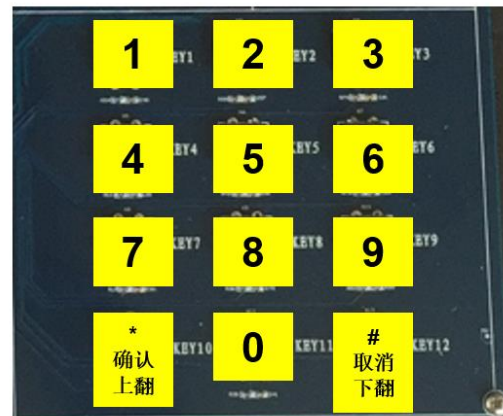 1 KEY1 2 KEY2 3 KEY3
4 KEY4 5 KEY5 6 KEY6
7 KEY7 8 KEY8 9 KEY9
*
确认
上翻
KEY10 0 KEY11
#
取消
下翻
KEY12